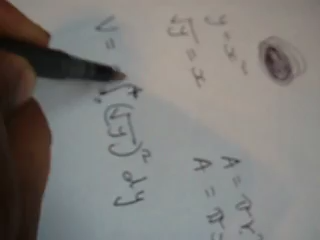 y = x²
√y = x
V = ∫ (√y)² dy
A = πr²
A = π